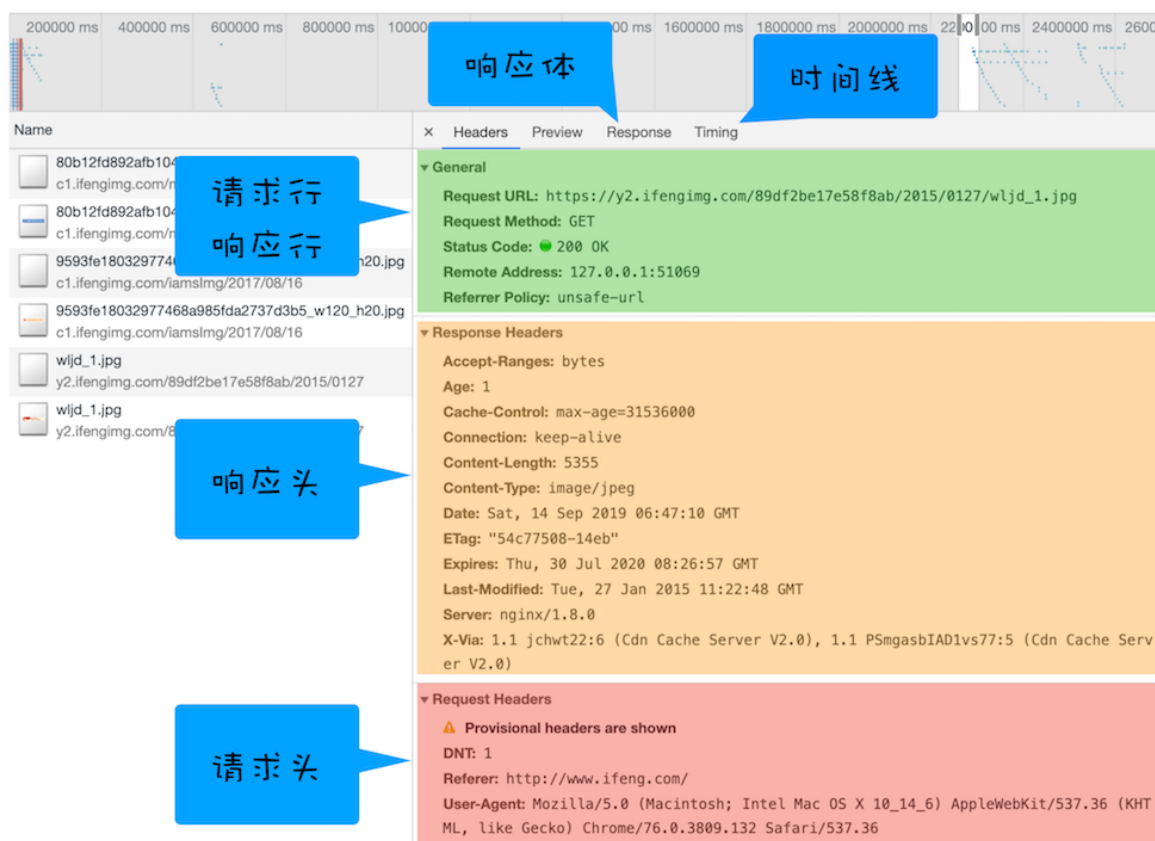 200000 ms 400000 ms 600000 ms 800000 ms 10000 00 ms 1600000 ms 1800000 ms 2000000 ms 22 00 00 ms 2400000 ms 2600
响应体
时间线
Name
× Headers Preview Response Timing
80b12fd892afb104
c1.ifengimg.com/
80b12fd892afb104
c1.ifengimg.com/
9593fe1803297746 h20.jpg
c1.ifengimg.com/iamsImg/2017/08/16
9593fe18032977468a985fda2737d3b5_w120_h20.jpg
c1.ifengimg.com/iamsImg/2017/08/16
wljd_1.jpg
y2.ifengimg.com/89df2be17e58f8ab/2015/0127
wljd_1.jpg
y2.ifengimg.com/8 7
请求行
响应行
General
Request URL: https://y2.ifengimg.com/89df2be17e58f8ab/2015/0127/wljd_1.jpg
Request Method: GET
Status Code: 200 OK
Remote Address: 127.0.0.1:51069
Referrer Policy: unsafe-url
响应头
Response Headers
Accept-Ranges: bytes
Age: 1
Cache-Control: max-age=31536000
Connection: keep-alive
Content-Length: 5355
Content-Type: image/jpeg
Date: Sat, 14 Sep 2019 06:47:10 GMT
ETag: "54c77508-14eb"
Expires: Thu, 30 Jul 2020 08:26:57 GMT
Last-Modified: Tue, 27 Jan 2015 11:22:48 GMT
Server: nginx/1.8.0
X-Via: 1.1 jchwt22:6 (Cdn Cache Server V2.0), 1.1 PSmgasbIAD1vs77:5 (Cdn Cache Serv
er V2.0)
请求头
Request Headers
Provisional headers are shown
DNT: 1
Referer: http://www.ifeng.com/
User-Agent: Mozilla/5.0 (Macintosh; Intel Mac OS X 10_14_6) AppleWebKit/537.36 (KHT
ML, like Gecko) Chrome/76.0.3809.132 Safari/537.36